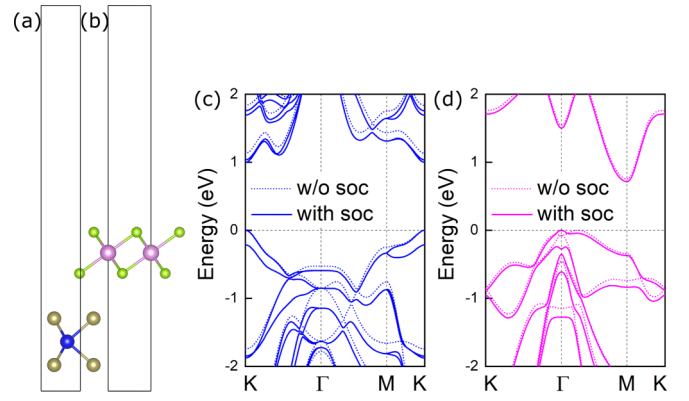 (a)
(b)
(c)
(d)
Energy (eV)
2
1
0
-1
-2
w/o soc
with soc
K
Γ
M
K
Energy (eV)
2
1
0
-1
-2
w/o soc
with soc
K
Γ
M
K